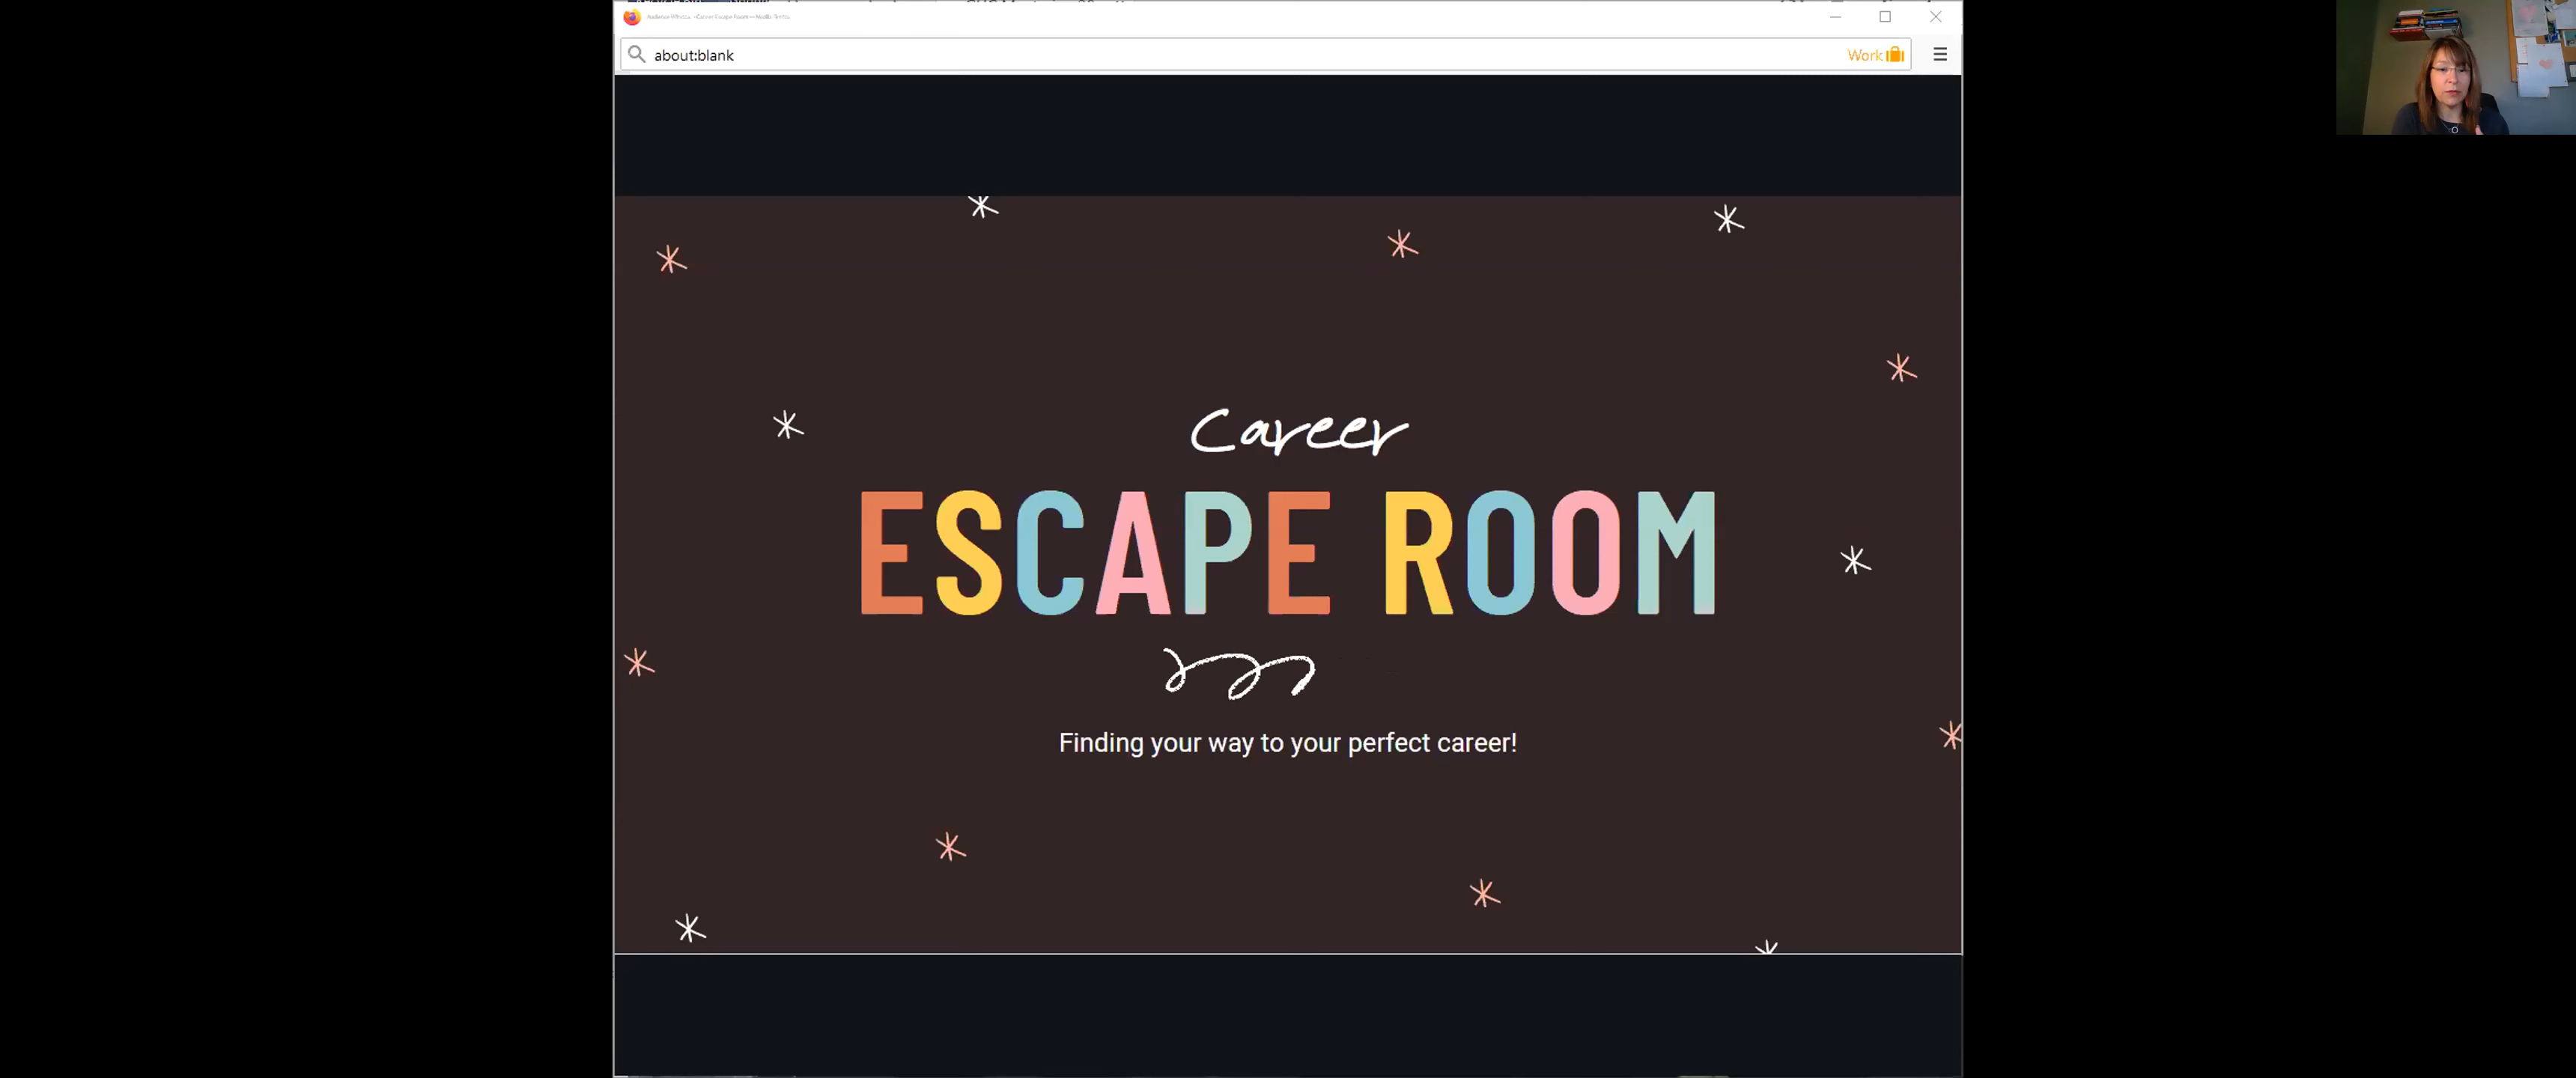 about:blank
Work
Career
ESCAPE ROOM
Finding your way to your perfect career!